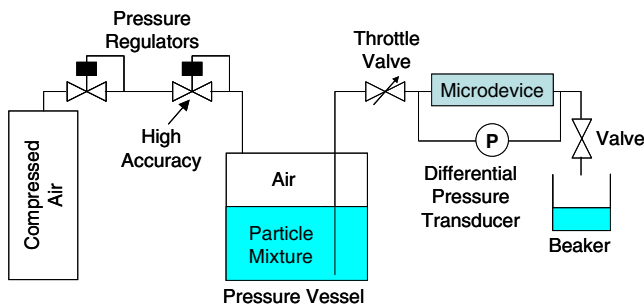 Pressure
Regulators
High
Accuracy
Compressed
Air
Air
Particle
Mixture
Pressure Vessel
Throttle
Valve
Microdevice
P
Differential
Pressure
Transducer
Valve
Beaker